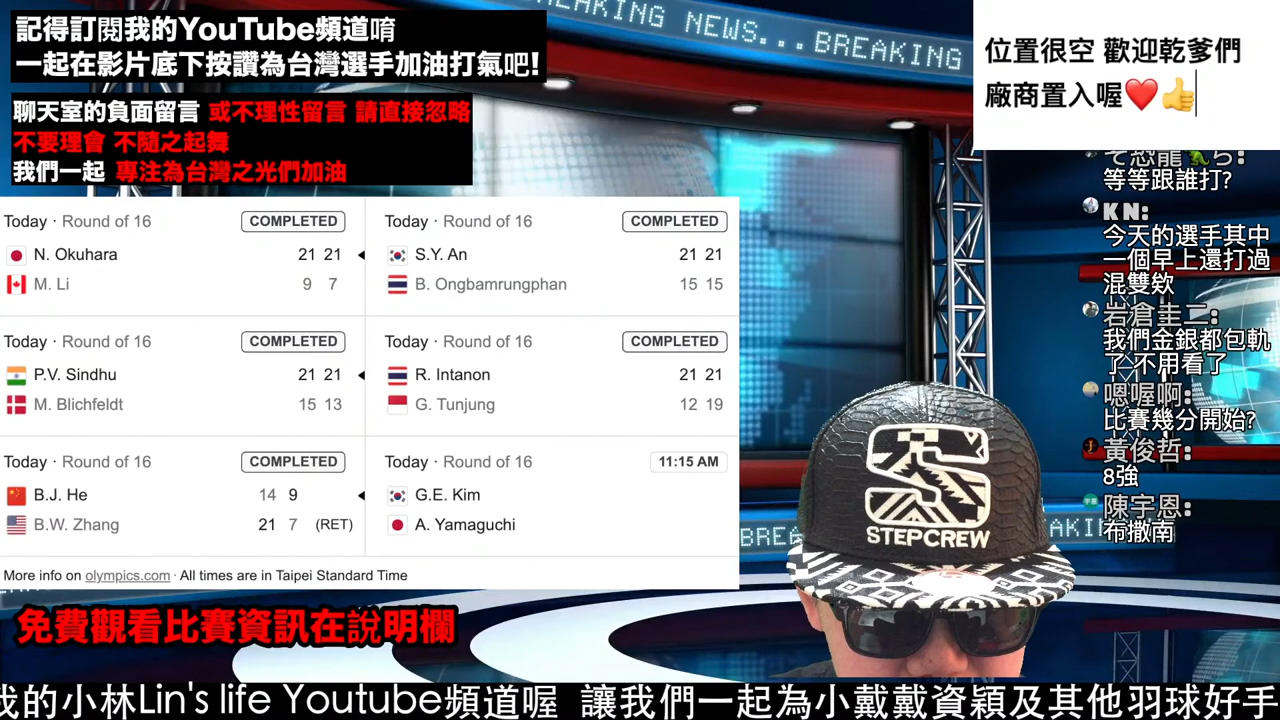 記得訂閱我的YouTube頻道唷
一起在影片底下按讚為台灣選手加油打氣吧!
聊天室的負面留言 或不理性留言 請直接忽略
不要理會 不隨之起舞
我們一起 專注為台灣之光們加油
BREAKING NEWS...BREAKING
位置很空 歡迎乾爹們
廠商置入喔❤️👍
Today · Round of 16 COMPLETED
N. Okuhara 21 21
M. Li 9 7
Today · Round of 16 COMPLETED
S.Y. An 21 21
B. Ongbamrungphan 15 15
Today · Round of 16 COMPLETED
P.V. Sindhu 21 21
M. Blichfeldt 15 13
Today · Round of 16 COMPLETED
R. Intanon 21 21
G. Tunjung 12 19
Today · Round of 16 COMPLETED
B.J. He 14 9
B.W. Zhang 21 7 (RET)
Today · Round of 16 11:15 AM
G.E. Kim
A. Yamaguchi
More info on olympics.com · All times are in Taipei Standard Time
等等跟誰打?
KN:
今天的選手其中
一個早上還打過
混雙欸
岩倉圭二:
我們金銀都包軌
了 不用看了
嗯喔啊:
比賽幾分開始?
黃俊哲:
8強
陳宇恩:
布撒南
STEPCREW
免費觀看比賽資訊在說明欄
我的小林Lin's life Youtube頻道喔 讓我們一起為小戴戴資穎及其他羽球好手